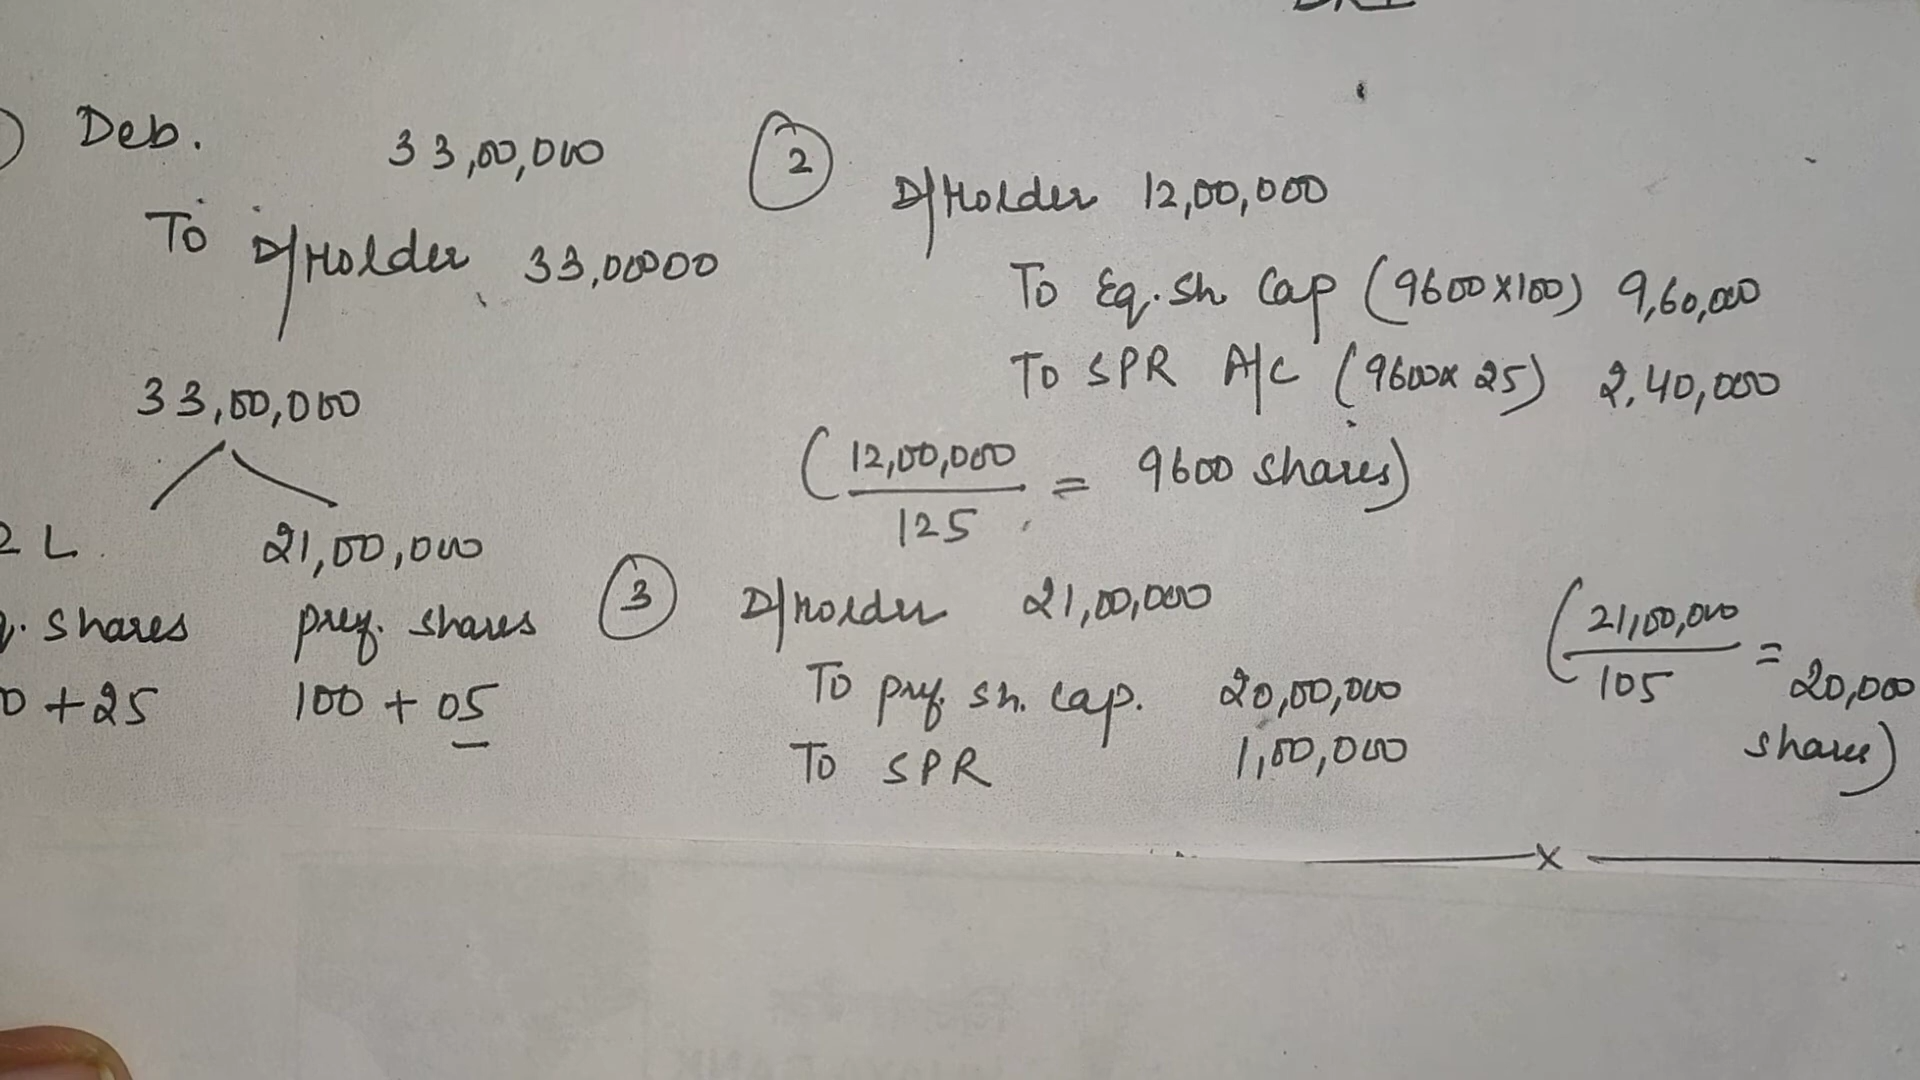 Deb. 33,00,000
To D/Holder 33,00000
33,00,000
2 L 21,00,000
q. shares pref. shares
0 + 25 100 + 05
2
D/Holder 12,00,000
To Eq. sh. Cap (9600x100) 9,60,000
To SPR A/C (9600x 25) 2,40,000
(12,00,000
125
= 9600 shares)
3 D/Holder 21,00,000
To pref. sh. cap. 20,00,000
To SPR 1,00,000
(21,00,000
105
= 20,000
shares)
x